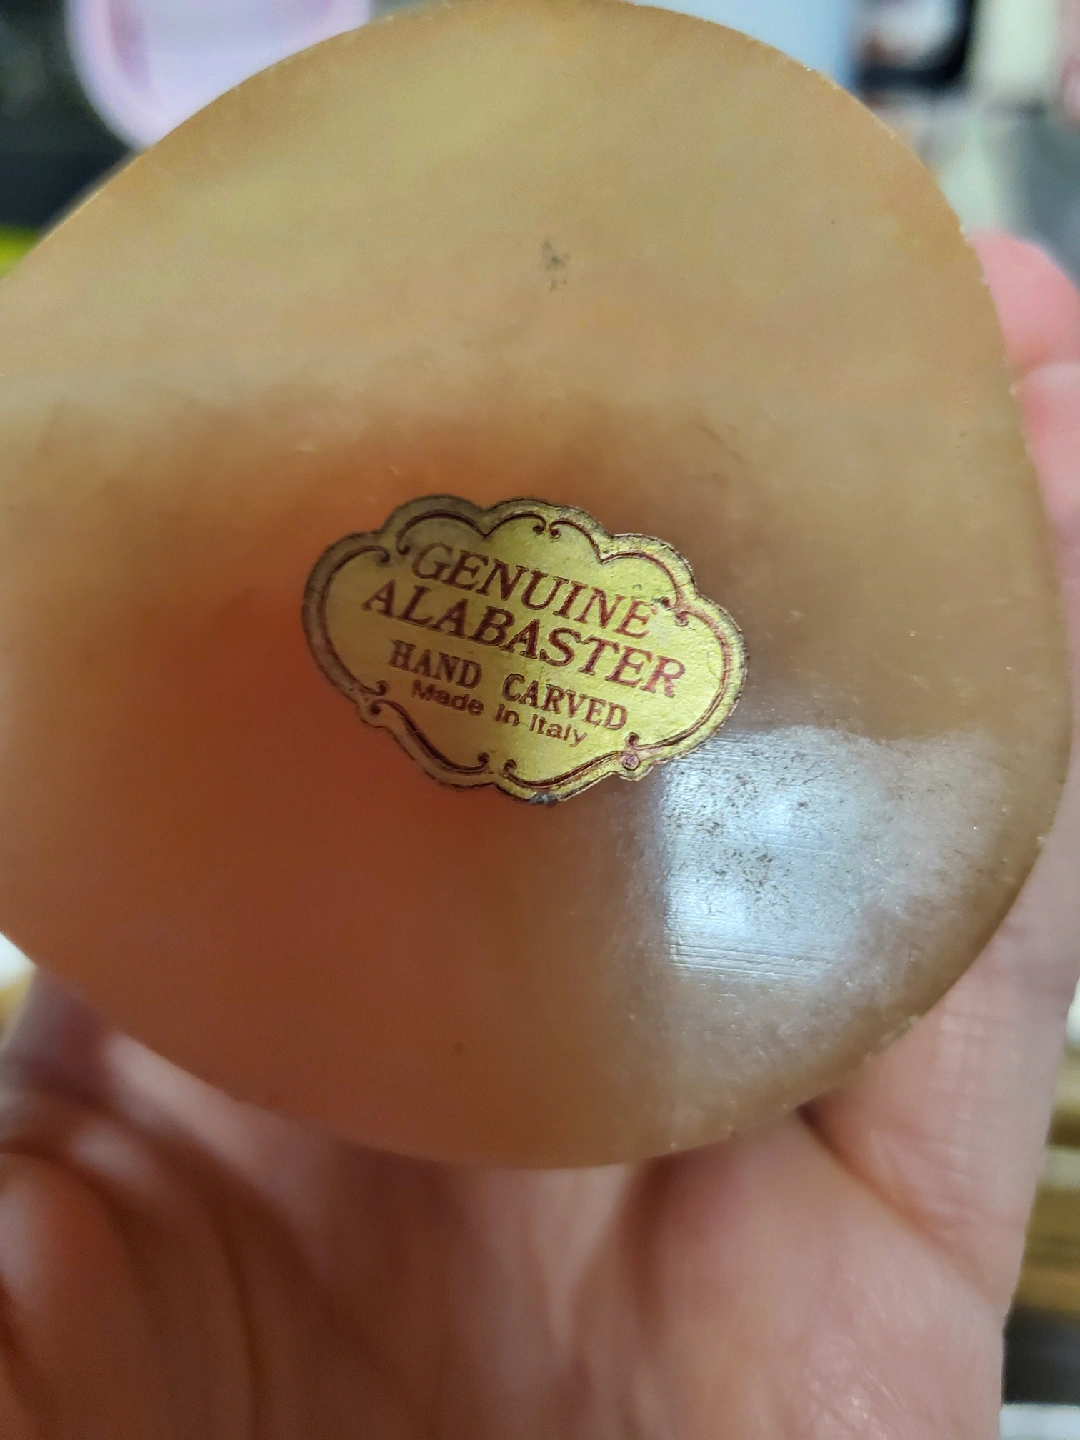 GENUINE
ALABASTER
HAND CARVED
Made in Italy